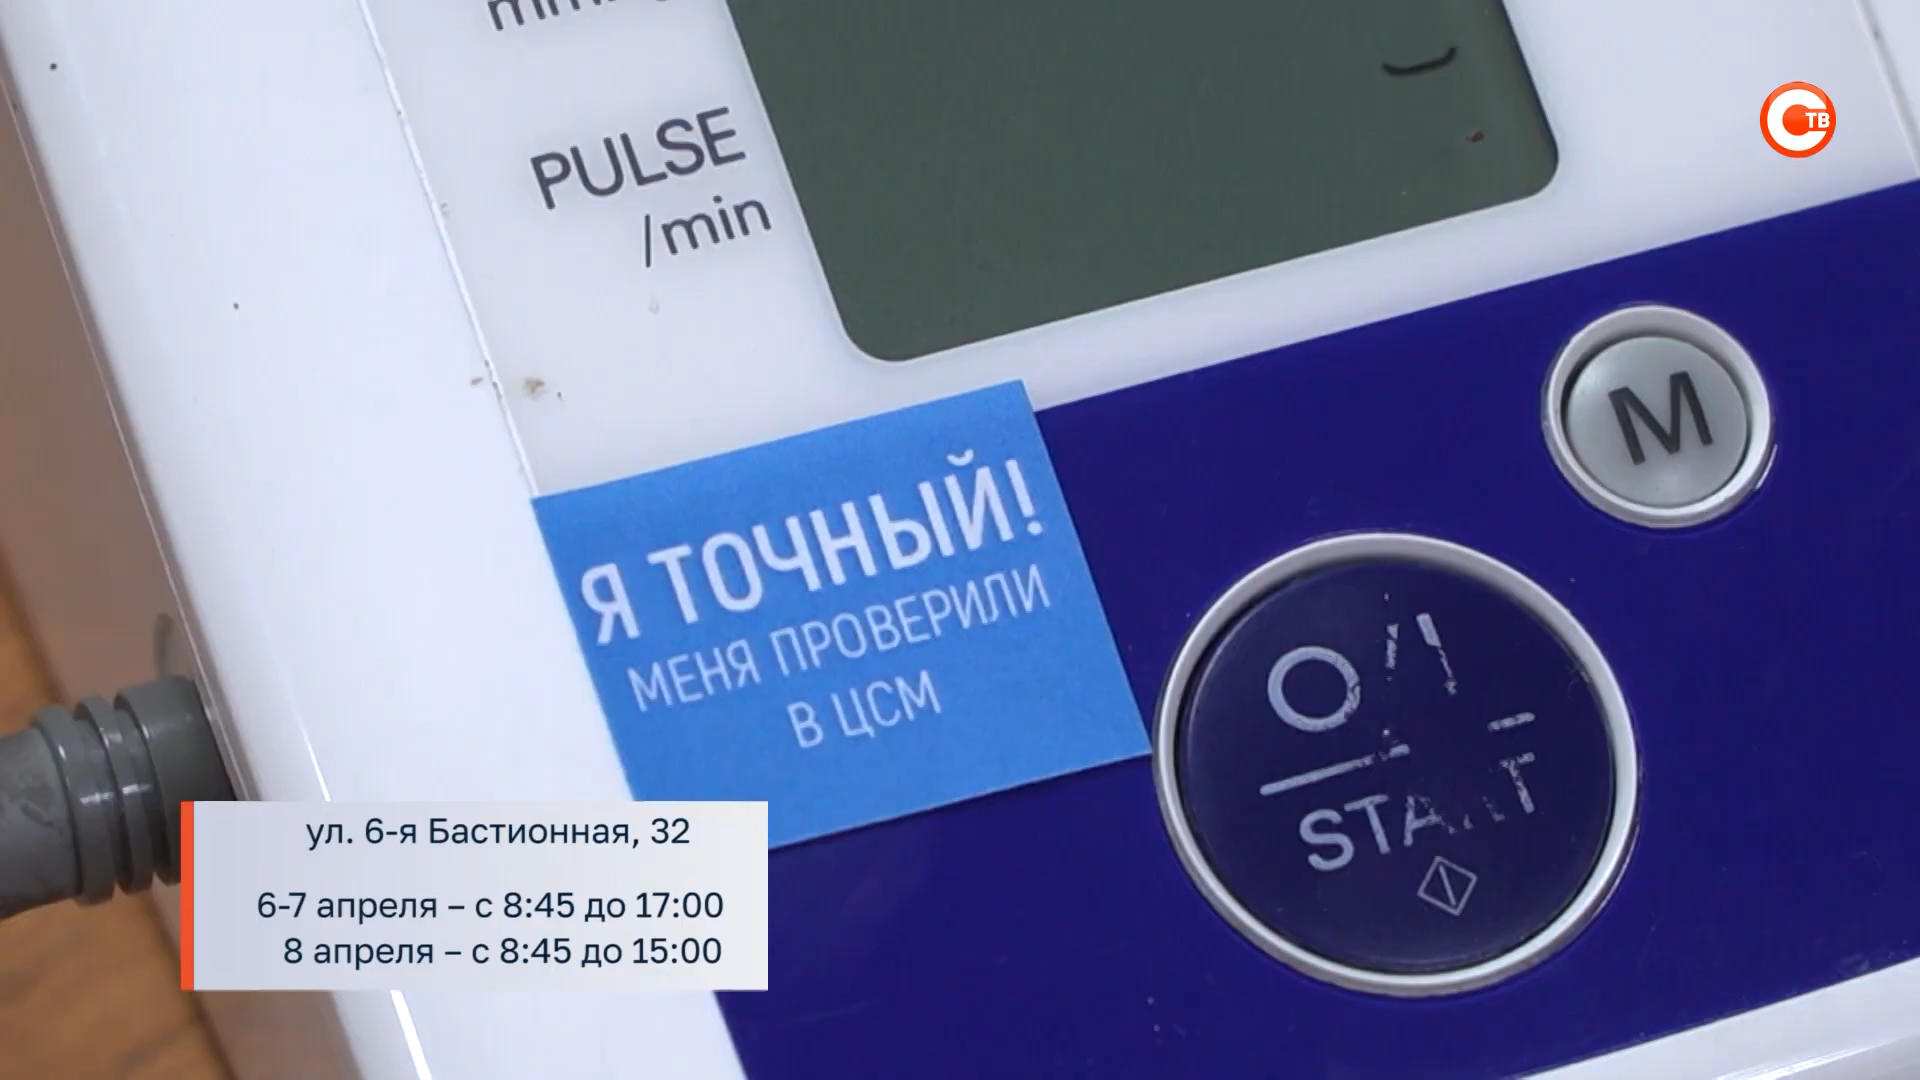 PULSE
/min
ТВ
M
Я ТОЧНЫЙ!
МЕНЯ ПРОВЕРИЛИ
В ЦСМ
O/I
START
ул. 6-я Бастионная, 32
6-7 апреля – с 8:45 до 17:00
8 апреля – с 8:45 до 15:00